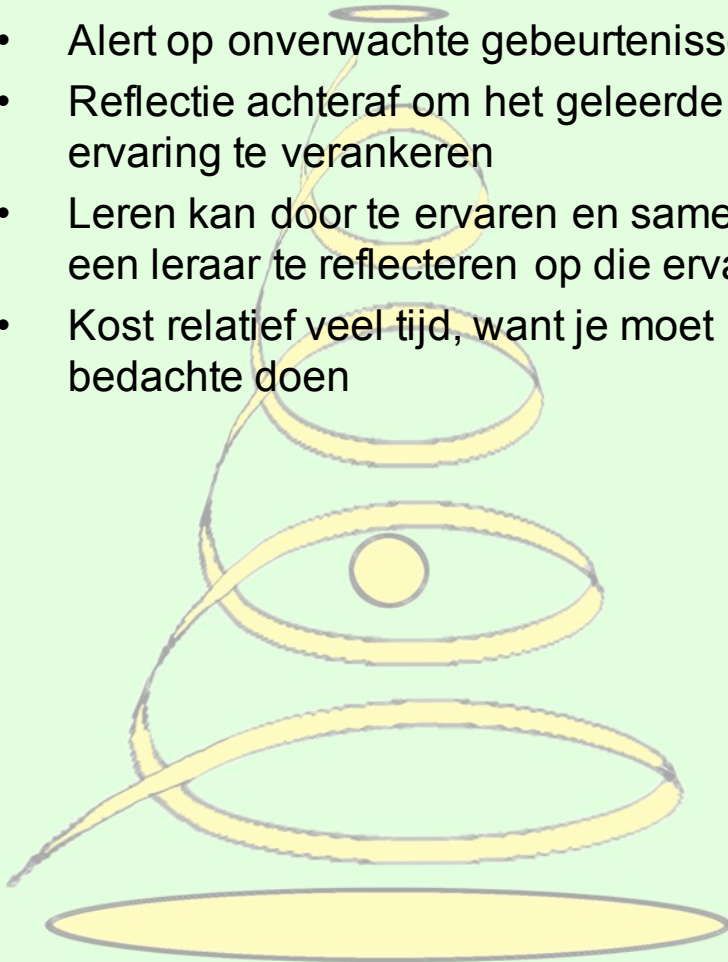 • Alert op onverwachte gebeurteniss
• Reflectie achteraf om het geleerde
ervaring te verankeren
• Leren kan door te ervaren en same
een leraar te reflecteren op die erva
• Kost relatief veel tijd, want je moet
bedachte doen